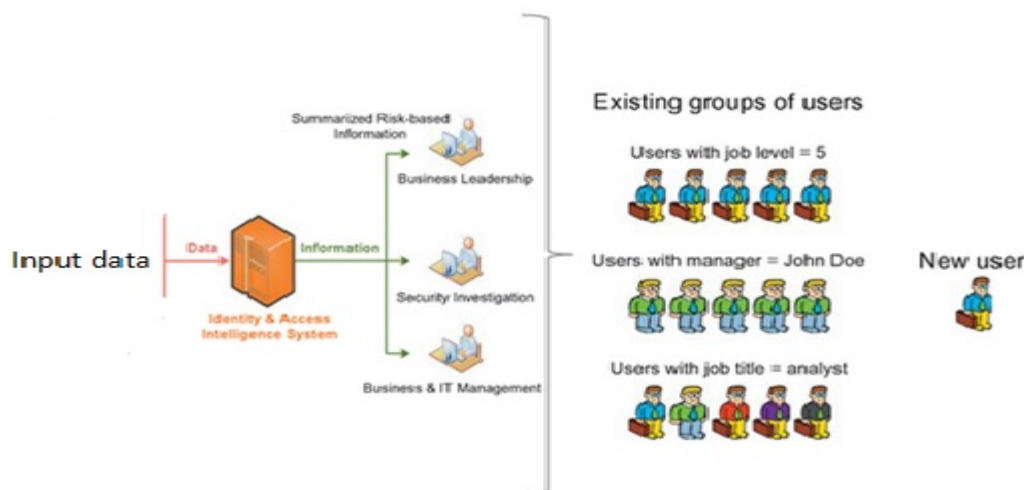 Input data
Data
Identity & Access
Intelligence System
Information
Summarized Risk-based
Information
Business Leadership
Security Investigation
Business & IT Management
Existing groups of users
Users with job level = 5
Users with manager = John Doe
Users with job title = analyst
New user